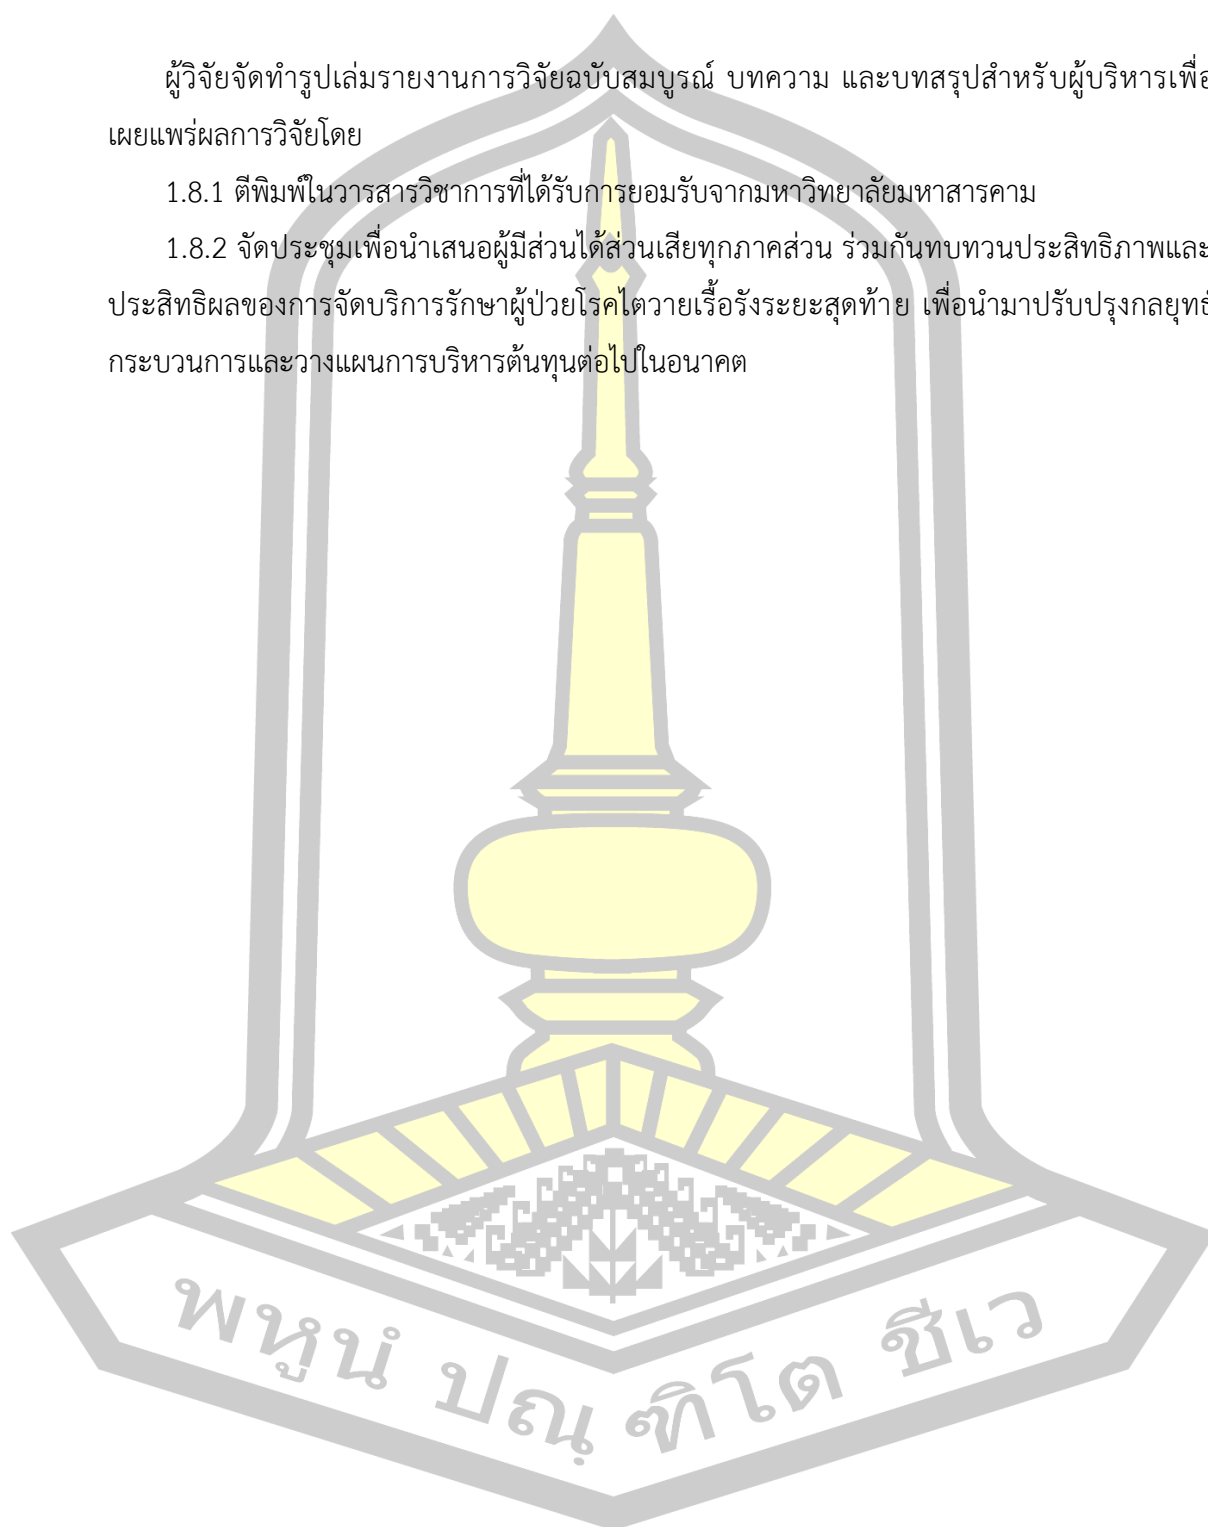 ผู้วิจัยจัดทำรูปเล่มรายงานการวิจัยฉบับสมบูรณ์ บทความ และบทสรุปสำหรับผู้บริหารเพื่อ
เผยแพร่ผลการวิจัยโดย
1.8.1 ตีพิมพ์ในวารสารวิชาการที่ได้รับการยอมรับจากมหาวิทยาลัยมหาสารคาม
1.8.2 จัดประชุมเพื่อนำเสนอผู้มีส่วนได้ส่วนเสียทุกภาคส่วน ร่วมกันทบทวนประสิทธิภาพและ
ประสิทธิผลของการจัดบริการรักษาผู้ป่วยโรคไตวายเรื้อรังระยะสุดท้าย เพื่อนำมาปรับปรุงกลยุทธ์
กระบวนการและวางแผนการบริหารต้นทุนต่อไปในอนาคต
พหูนํ ปณฺฑิโต ชีเว